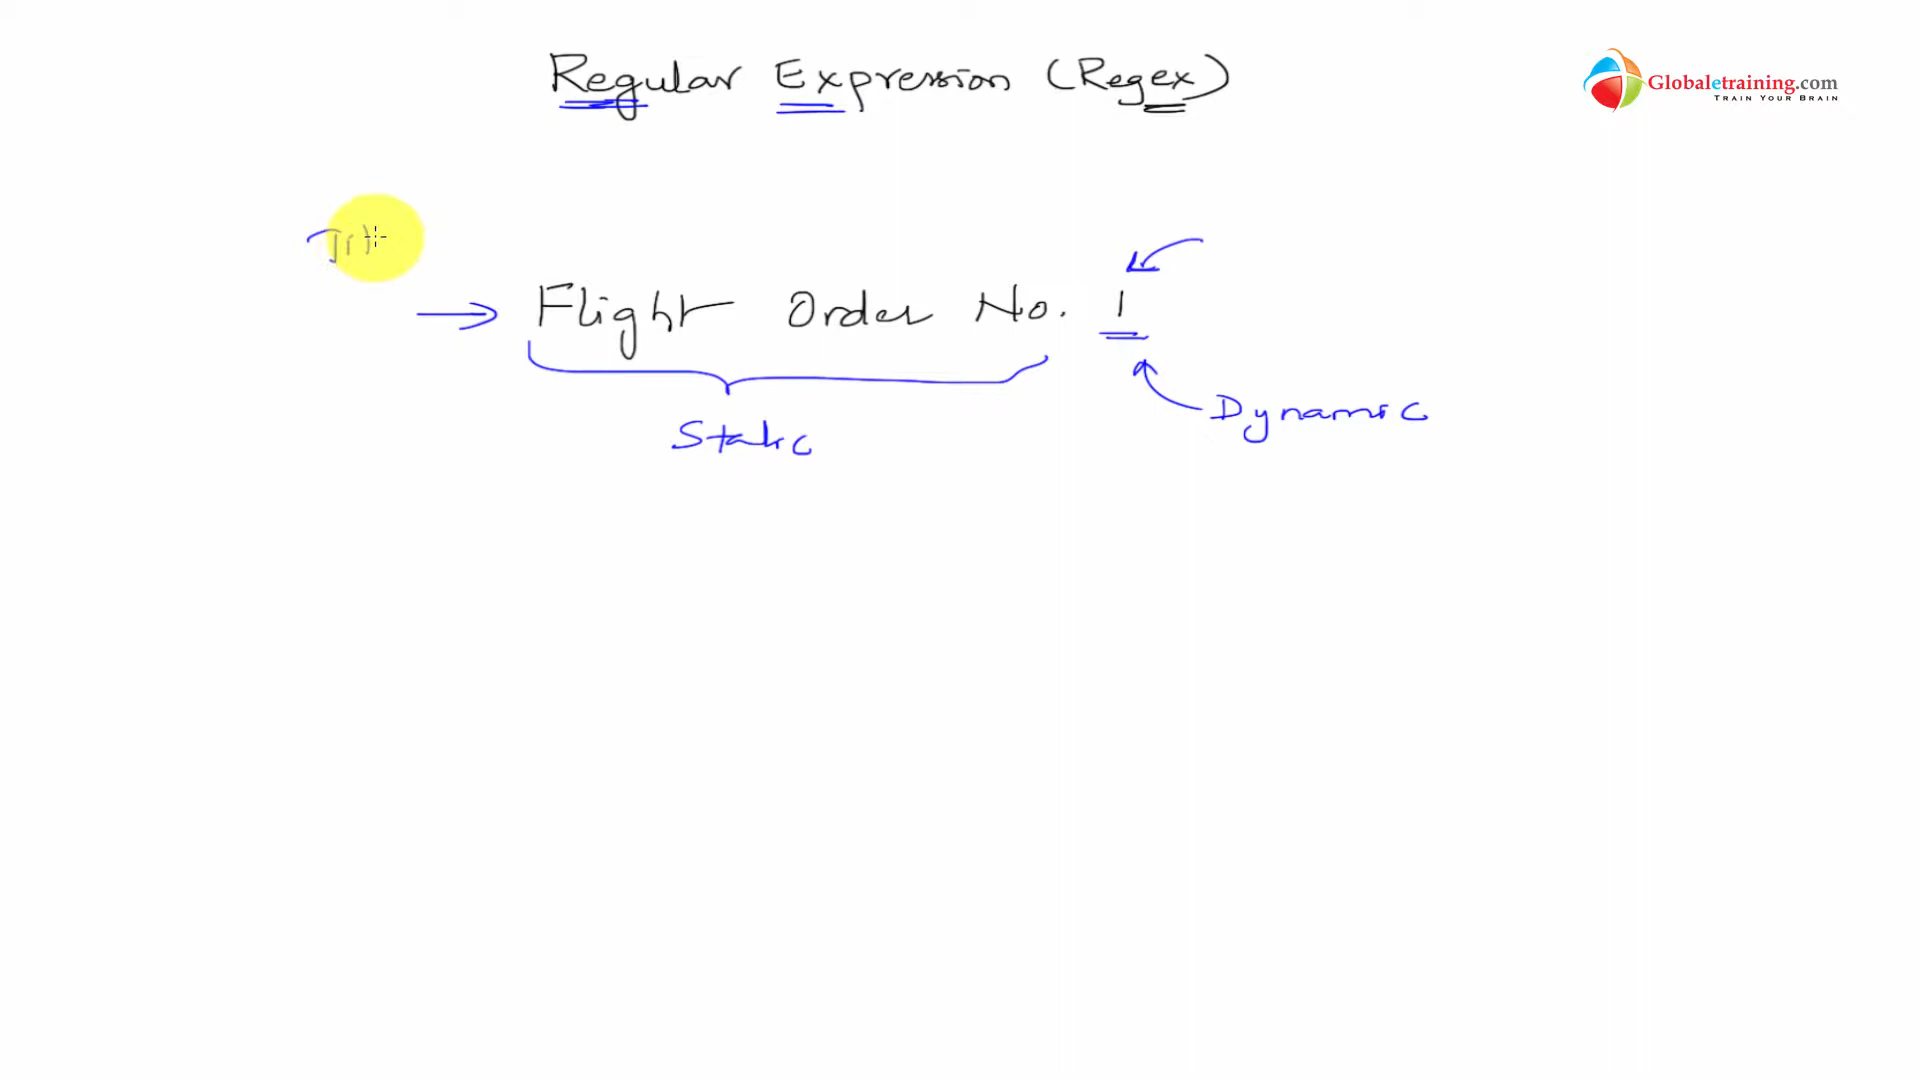 Regular Expression (Regex)
Globaletraining.com
TRAIN YOUR BRAIN
Flight Order No. 1
Static
Dynamic